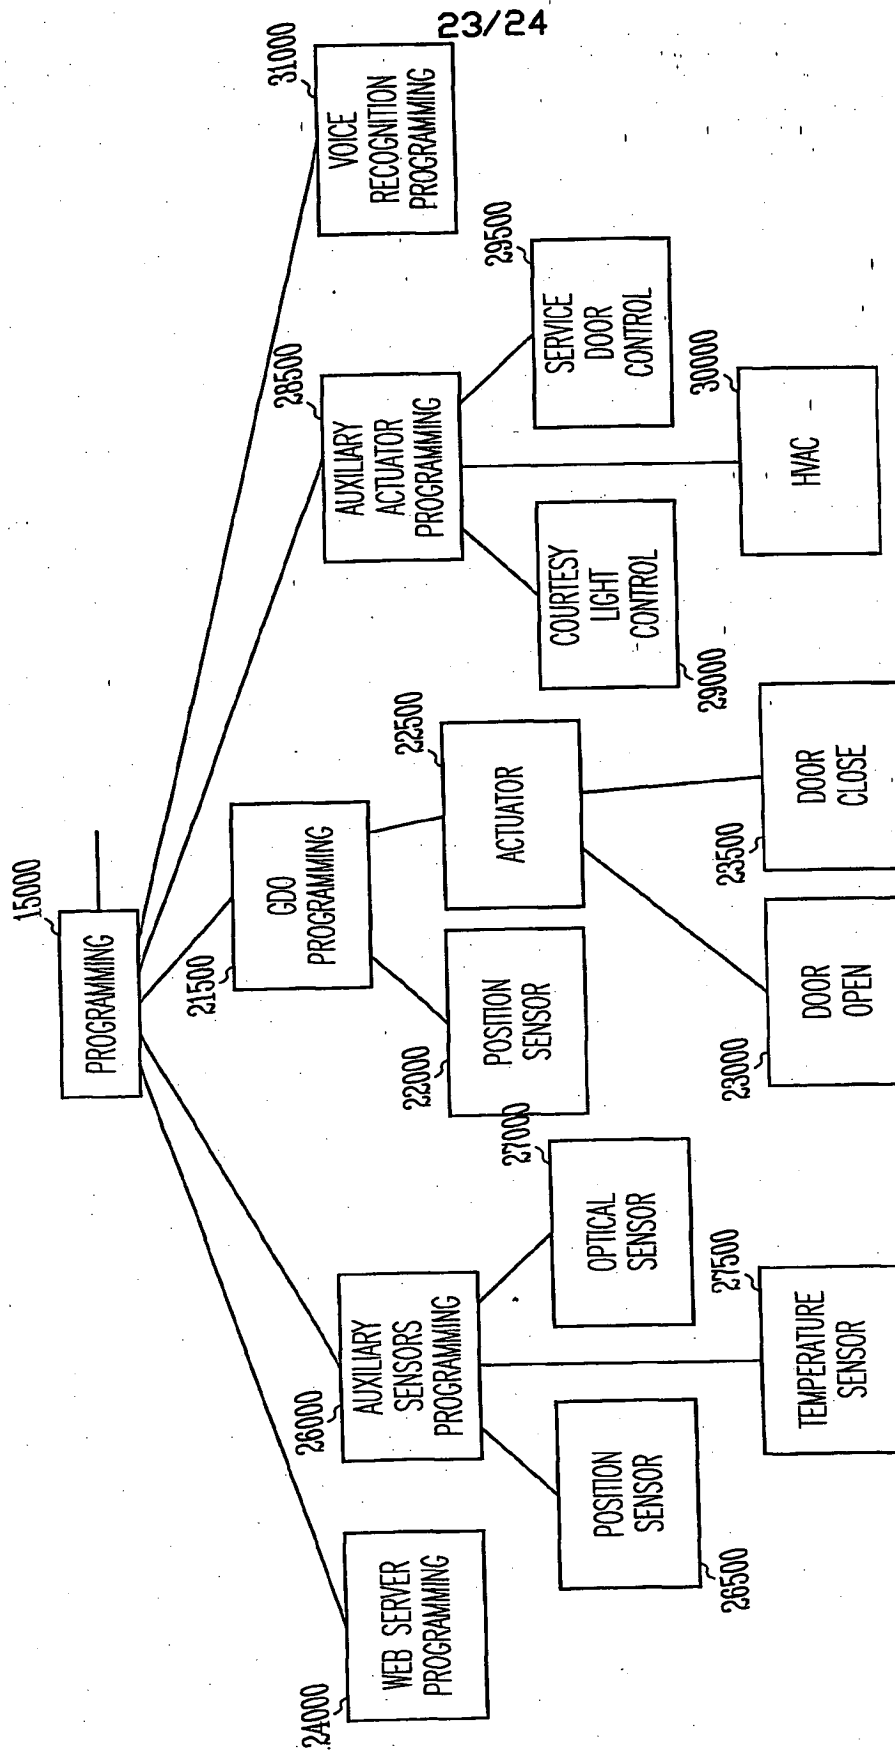 23/24
15000
PROGRAMMING
24000
WEB SERVER
PROGRAMMING
26000
AUXILIARY
SENSORS
PROGRAMMING
21500
GDO
PROGRAMMING
28500
AUXILIARY
ACTUATOR
PROGRAMMING
31000
VOICE
RECOGNITION
PROGRAMMING
26500
POSITION
SENSOR
27000
OPTICAL
SENSOR
27500
TEMPERATURE
SENSOR
22000
POSITION
SENSOR
22500
ACTUATOR
23000
DOOR
OPEN
23500
DOOR
CLOSE
29000
COURTESY
LIGHT
CONTROL
29500
SERVICE
DOOR
CONTROL
30000
HVAC